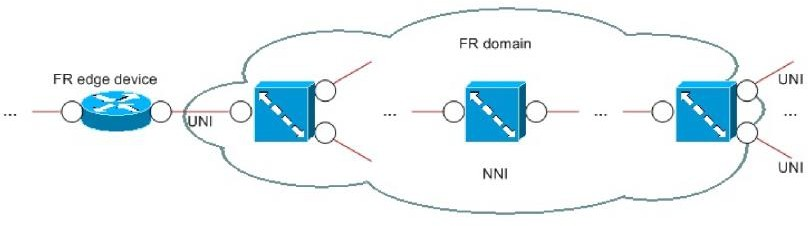 FR domain
FR edge device
UNI
UNI
...
...
...
...
NNI
UNI